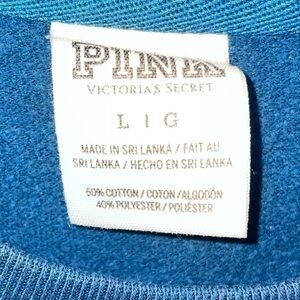 PINK
VICTORIA'S SECRET
L | G
MADE IN SRI LANKA / FAIT AU
SRI LANKA / HECHO EN SRI LANKA
60% COTTON / COTON / ALGODÓN
40% POLYESTER / POLIÉSTER